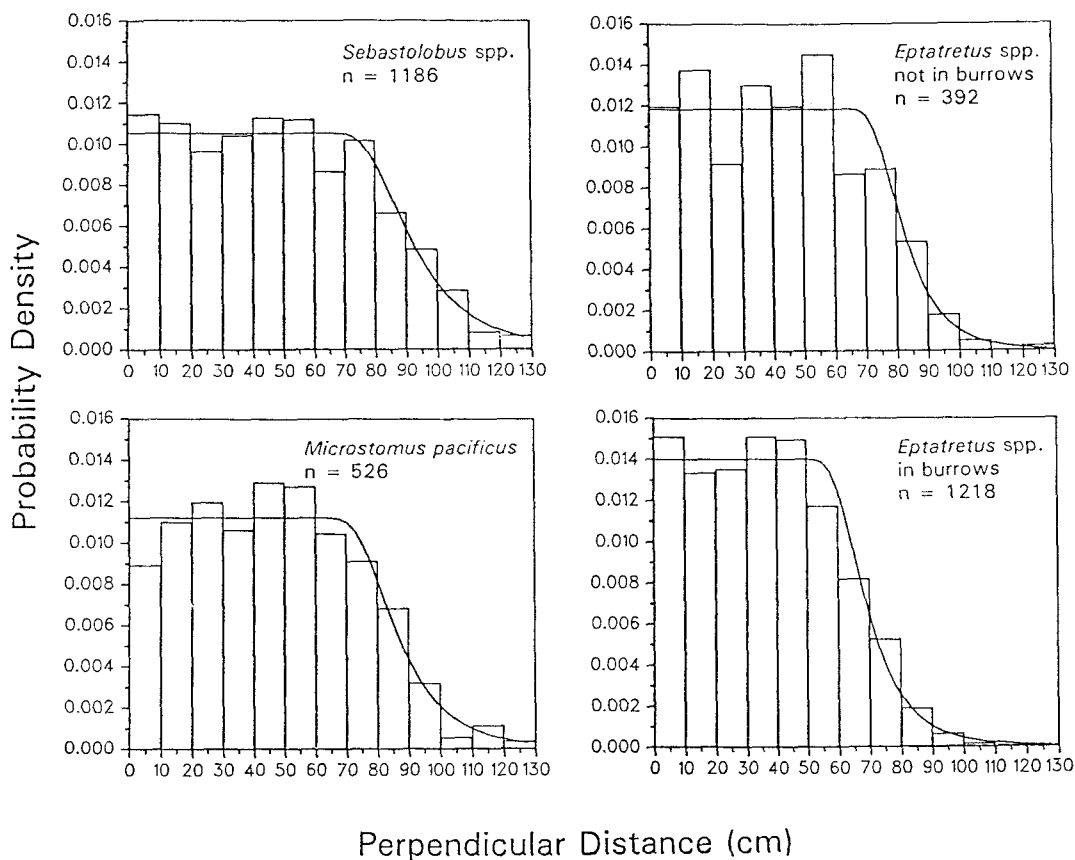 Probability Density
0.016
0.014
0.012
0.010
0.008
0.006
0.004
0.002
0.000
Sebastolobus spp.
n = 1186
0 10 20 30 40 50 60 70 80 90 100 110 120 130
0.016
0.014
0.012
0.010
0.008
0.006
0.004
0.002
0.000
Eptatretus spp.
not in burrows
n = 392
0 10 20 30 40 50 60 70 80 90 100 110 120 130
0.016
0.014
0.012
0.010
0.008
0.006
0.004
0.002
0.000
Microstomus pacificus
n = 526
0 10 20 30 40 50 60 70 80 90 100 110 120 130
0.016
0.014
0.012
0.010
0.008
0.006
0.004
0.002
0.000
Eptatretus spp.
in burrows
n = 1218
0 10 20 30 40 50 60 70 80 90 100 110 120 130
Perpendicular Distance (cm)